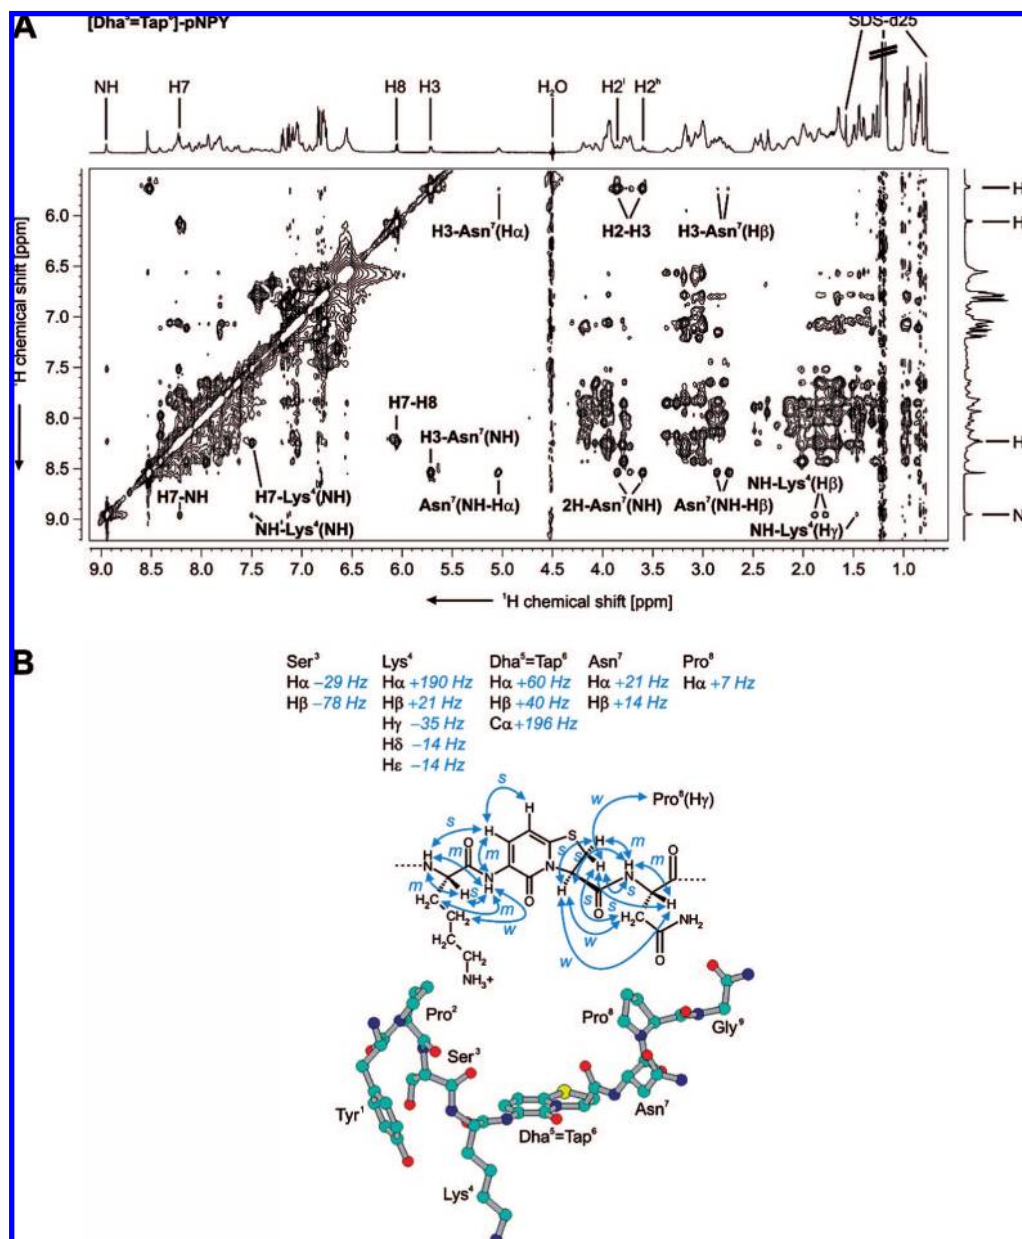 A
[Dha⁵=Tap⁶]-pNPY
SDS-d25
NH H7 H8 H3 H₂O H2ˡ H2ʰ
H
H
H
N
6.0
6.5
7.0
7.5
8.0
8.5
9.0
¹H chemical shift [ppm]
H3-Asn⁷(Hα) H2-H3 H3-Asn⁷(Hβ)
H7-H8
H3-Asn⁷(NH)
H7-NH H7-Lys⁴(NH) Asn⁷(NH-Hα) 2H-Asn⁷(NH) Asn⁷(NH-Hβ) NH-Lys⁴(Hβ)
NH-Lys⁴(NH) NH-Lys⁴(Hγ)
9.0 8.5 8.0 7.5 7.0 6.5 6.0 5.5 5.0 4.5 4.0 3.5 3.0 2.5 2.0 1.5 1.0
¹H chemical shift [ppm]
B
Ser³ Lys⁴ Dha⁵=Tap⁶ Asn⁷ Pro⁸
Hα –29 Hz Hα +190 Hz Hα +60 Hz Hα +21 Hz Hα +7 Hz
Hβ –78 Hz Hβ +21 Hz Hβ +40 Hz Hβ +14 Hz
Hγ –35 Hz Cα +196 Hz
Hδ –14 Hz
Hε –14 Hz
s
w Pro⁸(Hγ)
H
s H S H m
H O s s H m O
N m m N s H N
m H s H m O H s O s s H
H₂C CH₂ w w H₂C NH₂
H₂C CH₂ w O
NH₃+
Pro² Pro⁸ Gly⁹
Ser³
Tyr¹ Asn⁷
Dha⁵=Tap⁶
Lys⁴